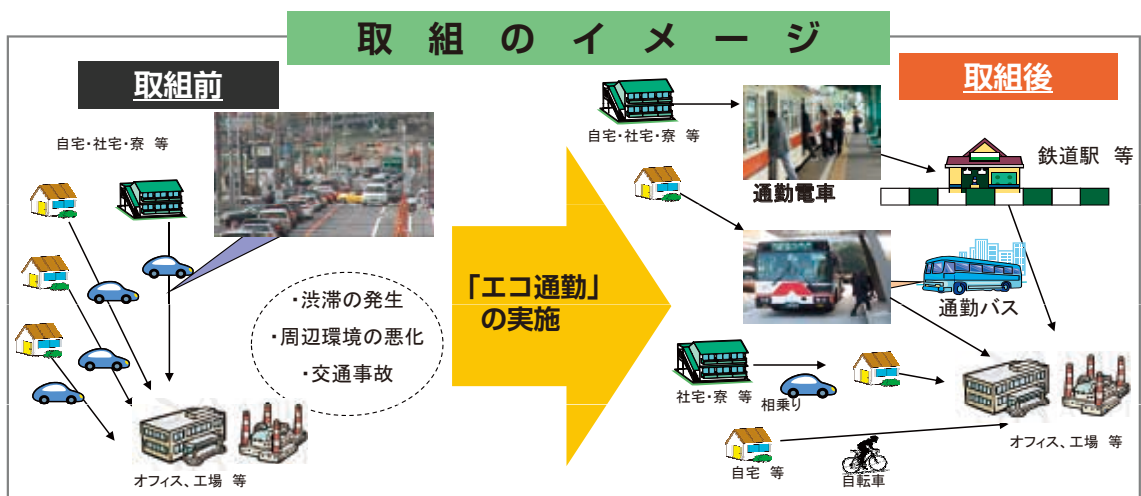 取組のイメージ
取組前
自宅・社宅・寮 等
・渋滞の発生
・周辺環境の悪化
・交通事故
オフィス、工場 等
「エコ通勤」
の実施
取組後
自宅・社宅・寮 等
通勤電車
鉄道駅 等
通勤バス
社宅・寮 等
相乗り
自宅 等
自転車
オフィス、工場 等